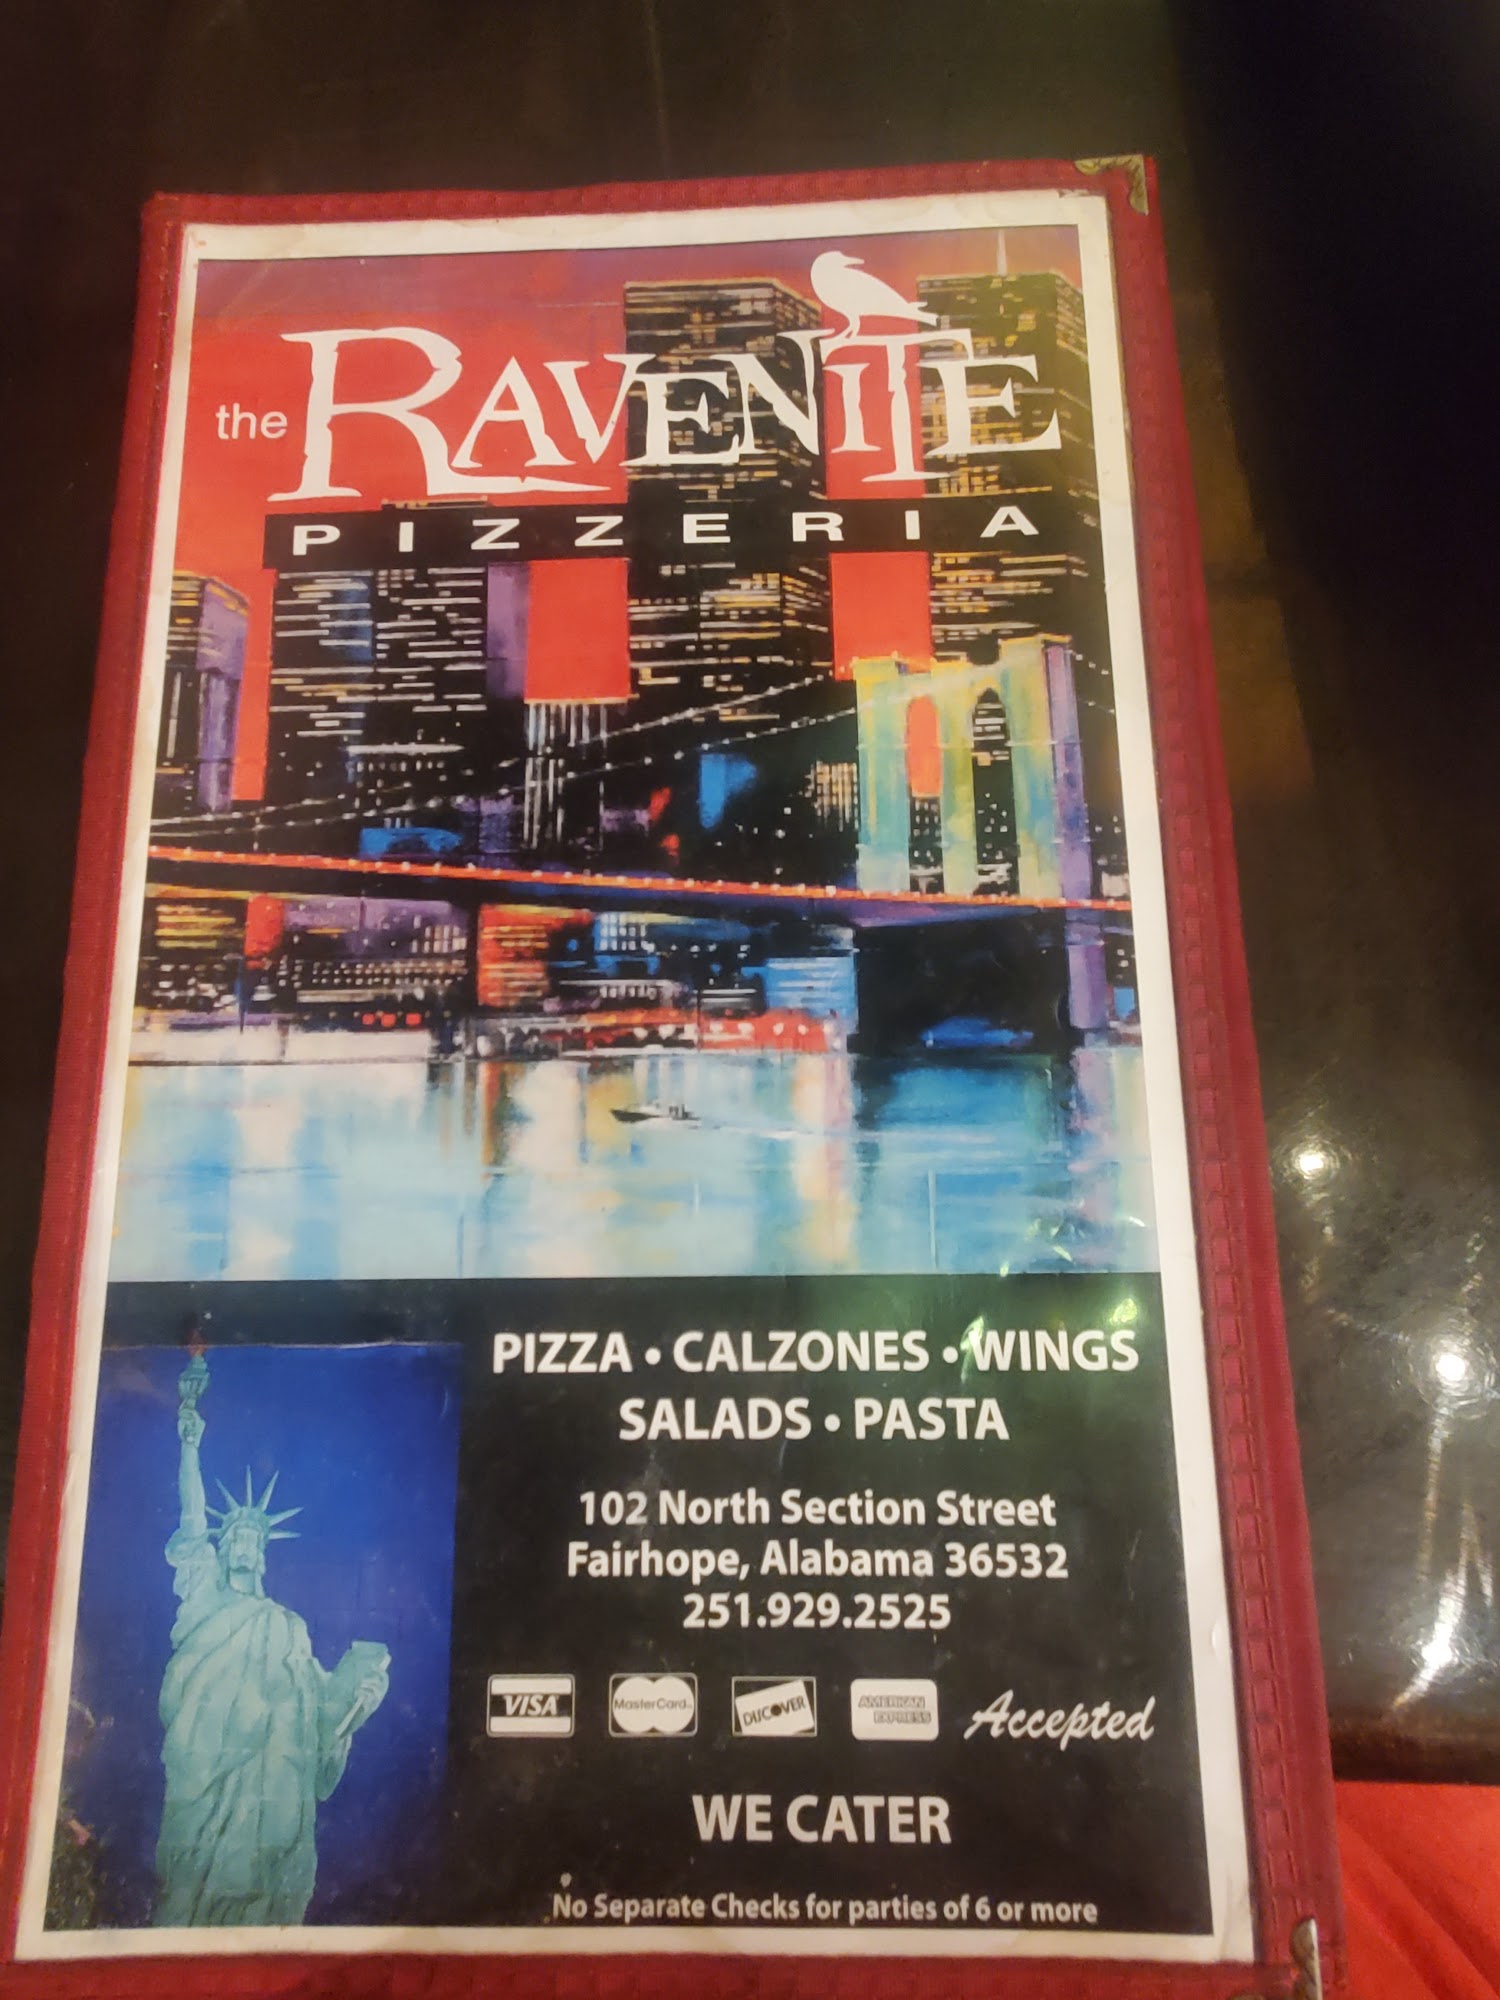 the RAVENITE
PIZZERIA
PIZZA • CALZONES • WINGS
SALADS • PASTA
102 North Section Street
Fairhope, Alabama 36532
251.929.2525
VISA MasterCard DISCOVER AMERICAN EXPRESS Accepted
WE CATER
No Separate Checks for parties of 6 or more